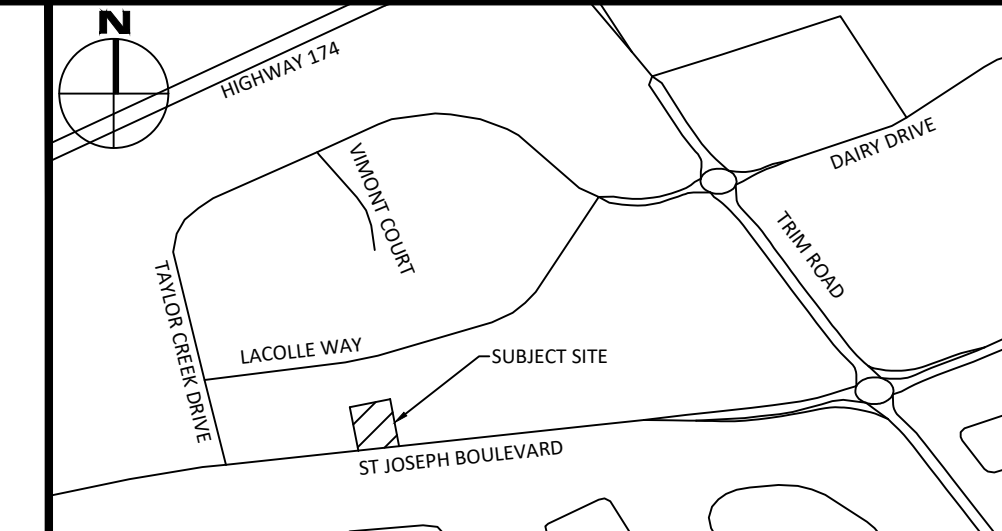 N
HIGHWAY 174
VIMONT COURT
DAIRY DRIVE
TRIM ROAD
TAYLOR CREEK DRIVE
LACOLLE WAY
SUBJECT SITE
ST JOSEPH BOULEVARD